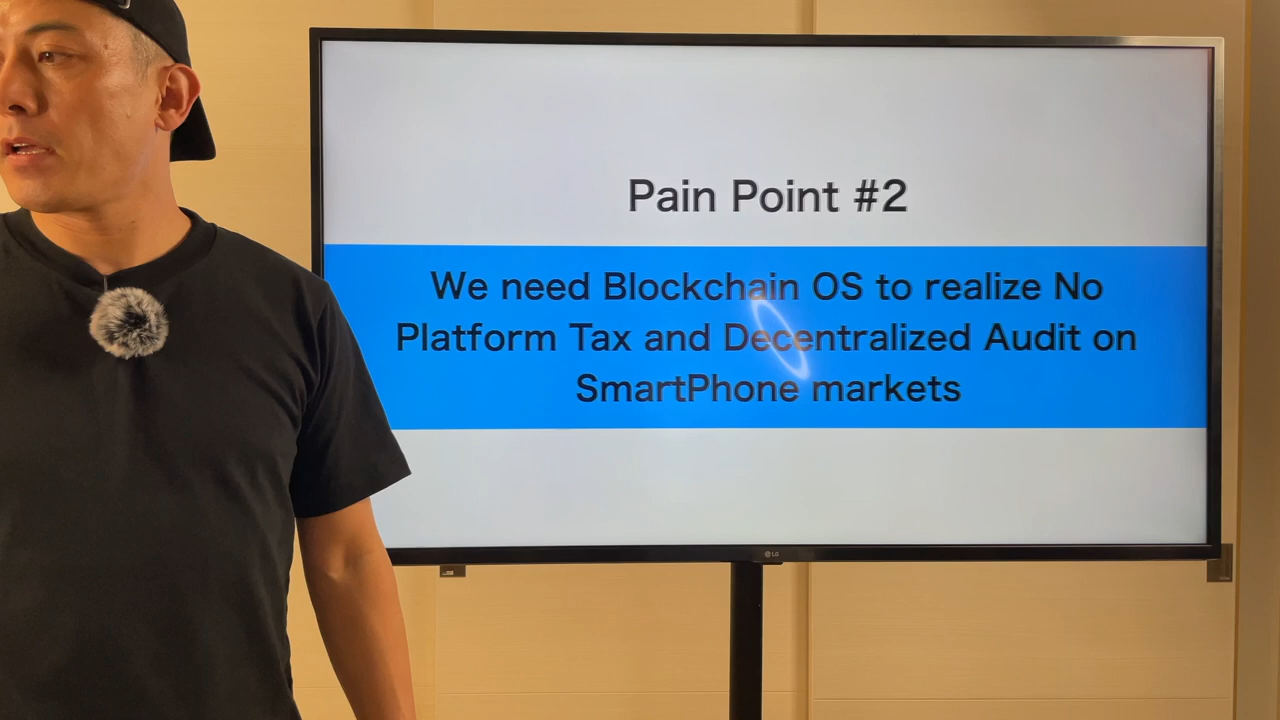 Pain Point #2
We need Blockchain OS to realize No
Platform Tax and Decentralized Audit on
SmartPhone markets
LG